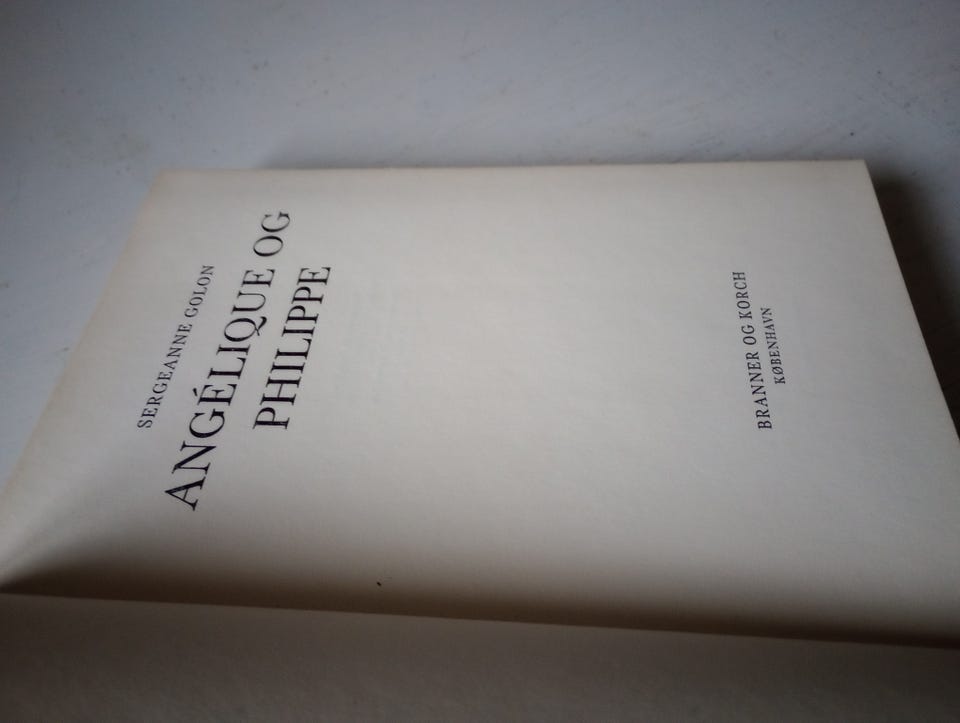 SERGEANNE GOLON
ANGÉLIQUE OG
PHILIPPE
BRANNER OG KORCH
KØBENHAVN